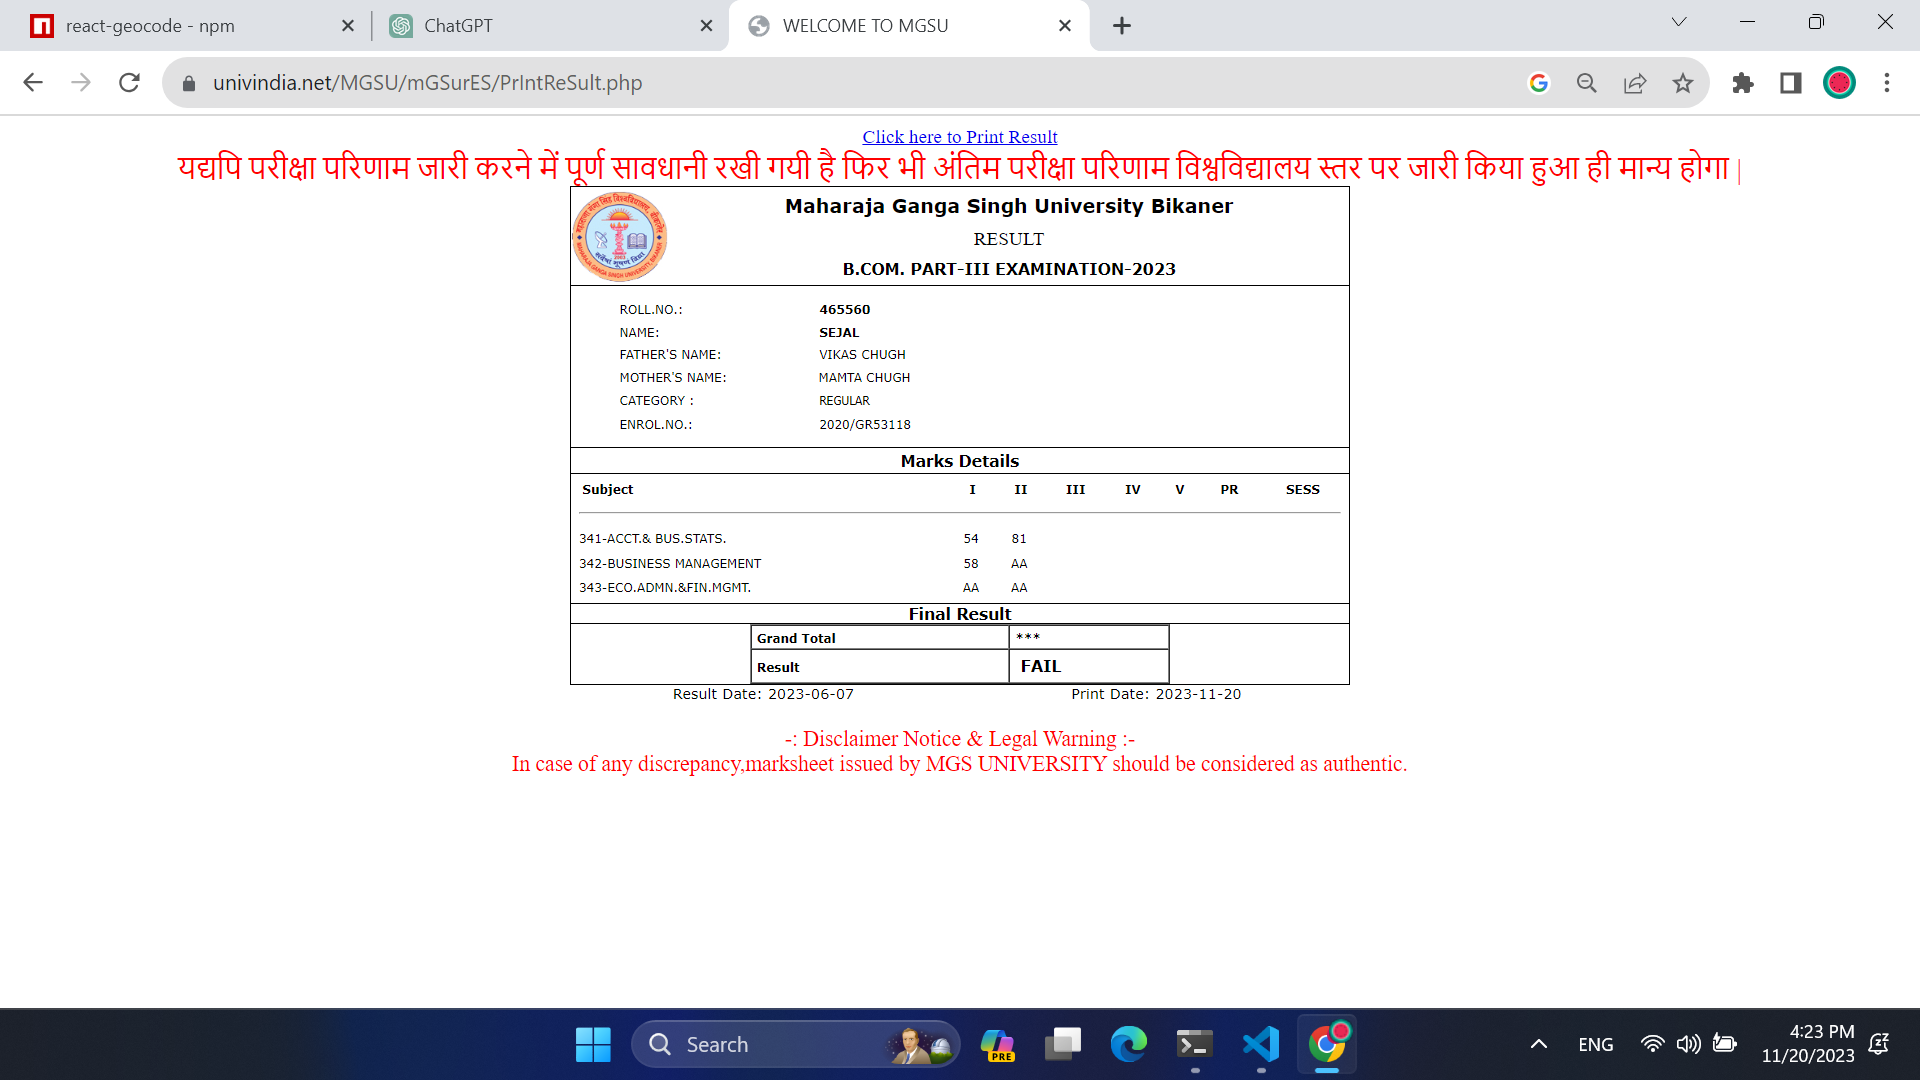 react-geocode - npm
ChatGPT
WELCOME TO MGSU
univindia.net/MGSU/mGSurES/PrIntReSult.php
Click here to Print Result
यद्यपि परीक्षा परिणाम जारी करने में पूर्ण सावधानी रखी गयी है फिर भी अंतिम परीक्षा परिणाम विश्वविद्यालय स्तर पर जारी किया हुआ ही मान्य होगा |
Maharaja Ganga Singh University Bikaner
RESULT
B.COM. PART-III EXAMINATION-2023
ROLL.NO.: 465560
NAME: SEJAL
FATHER'S NAME: VIKAS CHUGH
MOTHER'S NAME: MAMTA CHUGH
CATEGORY : REGULAR
ENROL.NO.: 2020/GR53118
Marks Details
Subject I II III IV V PR SESS
341-ACCT.& BUS.STATS. 54 81
342-BUSINESS MANAGEMENT 58 AA
343-ECO.ADMN.&FIN.MGMT. AA AA
Final Result
Grand Total ***
Result FAIL
Result Date: 2023-06-07 Print Date: 2023-11-20
-: Disclaimer Notice & Legal Warning :-
In case of any discrepancy,marksheet issued by MGS UNIVERSITY should be considered as authentic.
Search
PRE
ENG
4:23 PM
11/20/2023